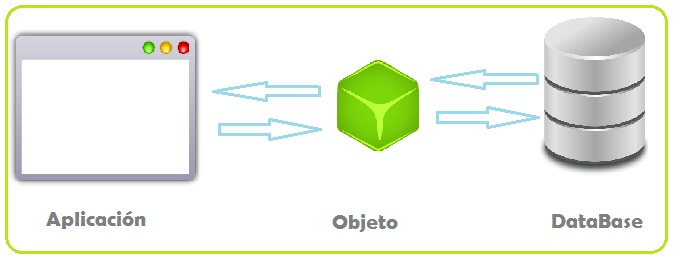 Aplicación
Objeto
DataBase